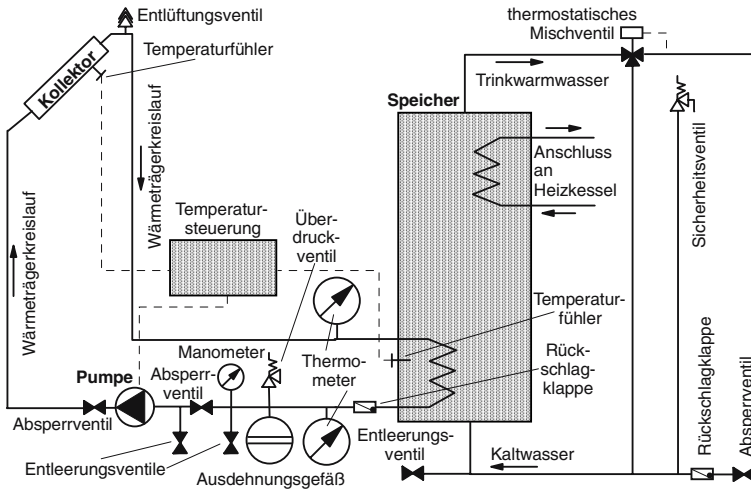 Entlüftungsventil
Temperaturfühler
Kollektor
Wärmeträgerkreislauf
Wärmeträgerkreislauf
Temperatur-
steuerung
Über-
druck-
ventil
Speicher
thermostatisches
Mischventil
Trinkwarmwasser
Anschluss
an
Heizkessel
Sicherheitsventil
Temperatur-
fühler
Rück-
schlag-
klappe
Manometer
Thermo-
meter
Pumpe
Absperr-
ventil
Absperrventil
Entleerungsventile
Ausdehnungsgefäß
Entleerungs-
ventil
Kaltwasser
Rückschlagklappe
Absperrventil